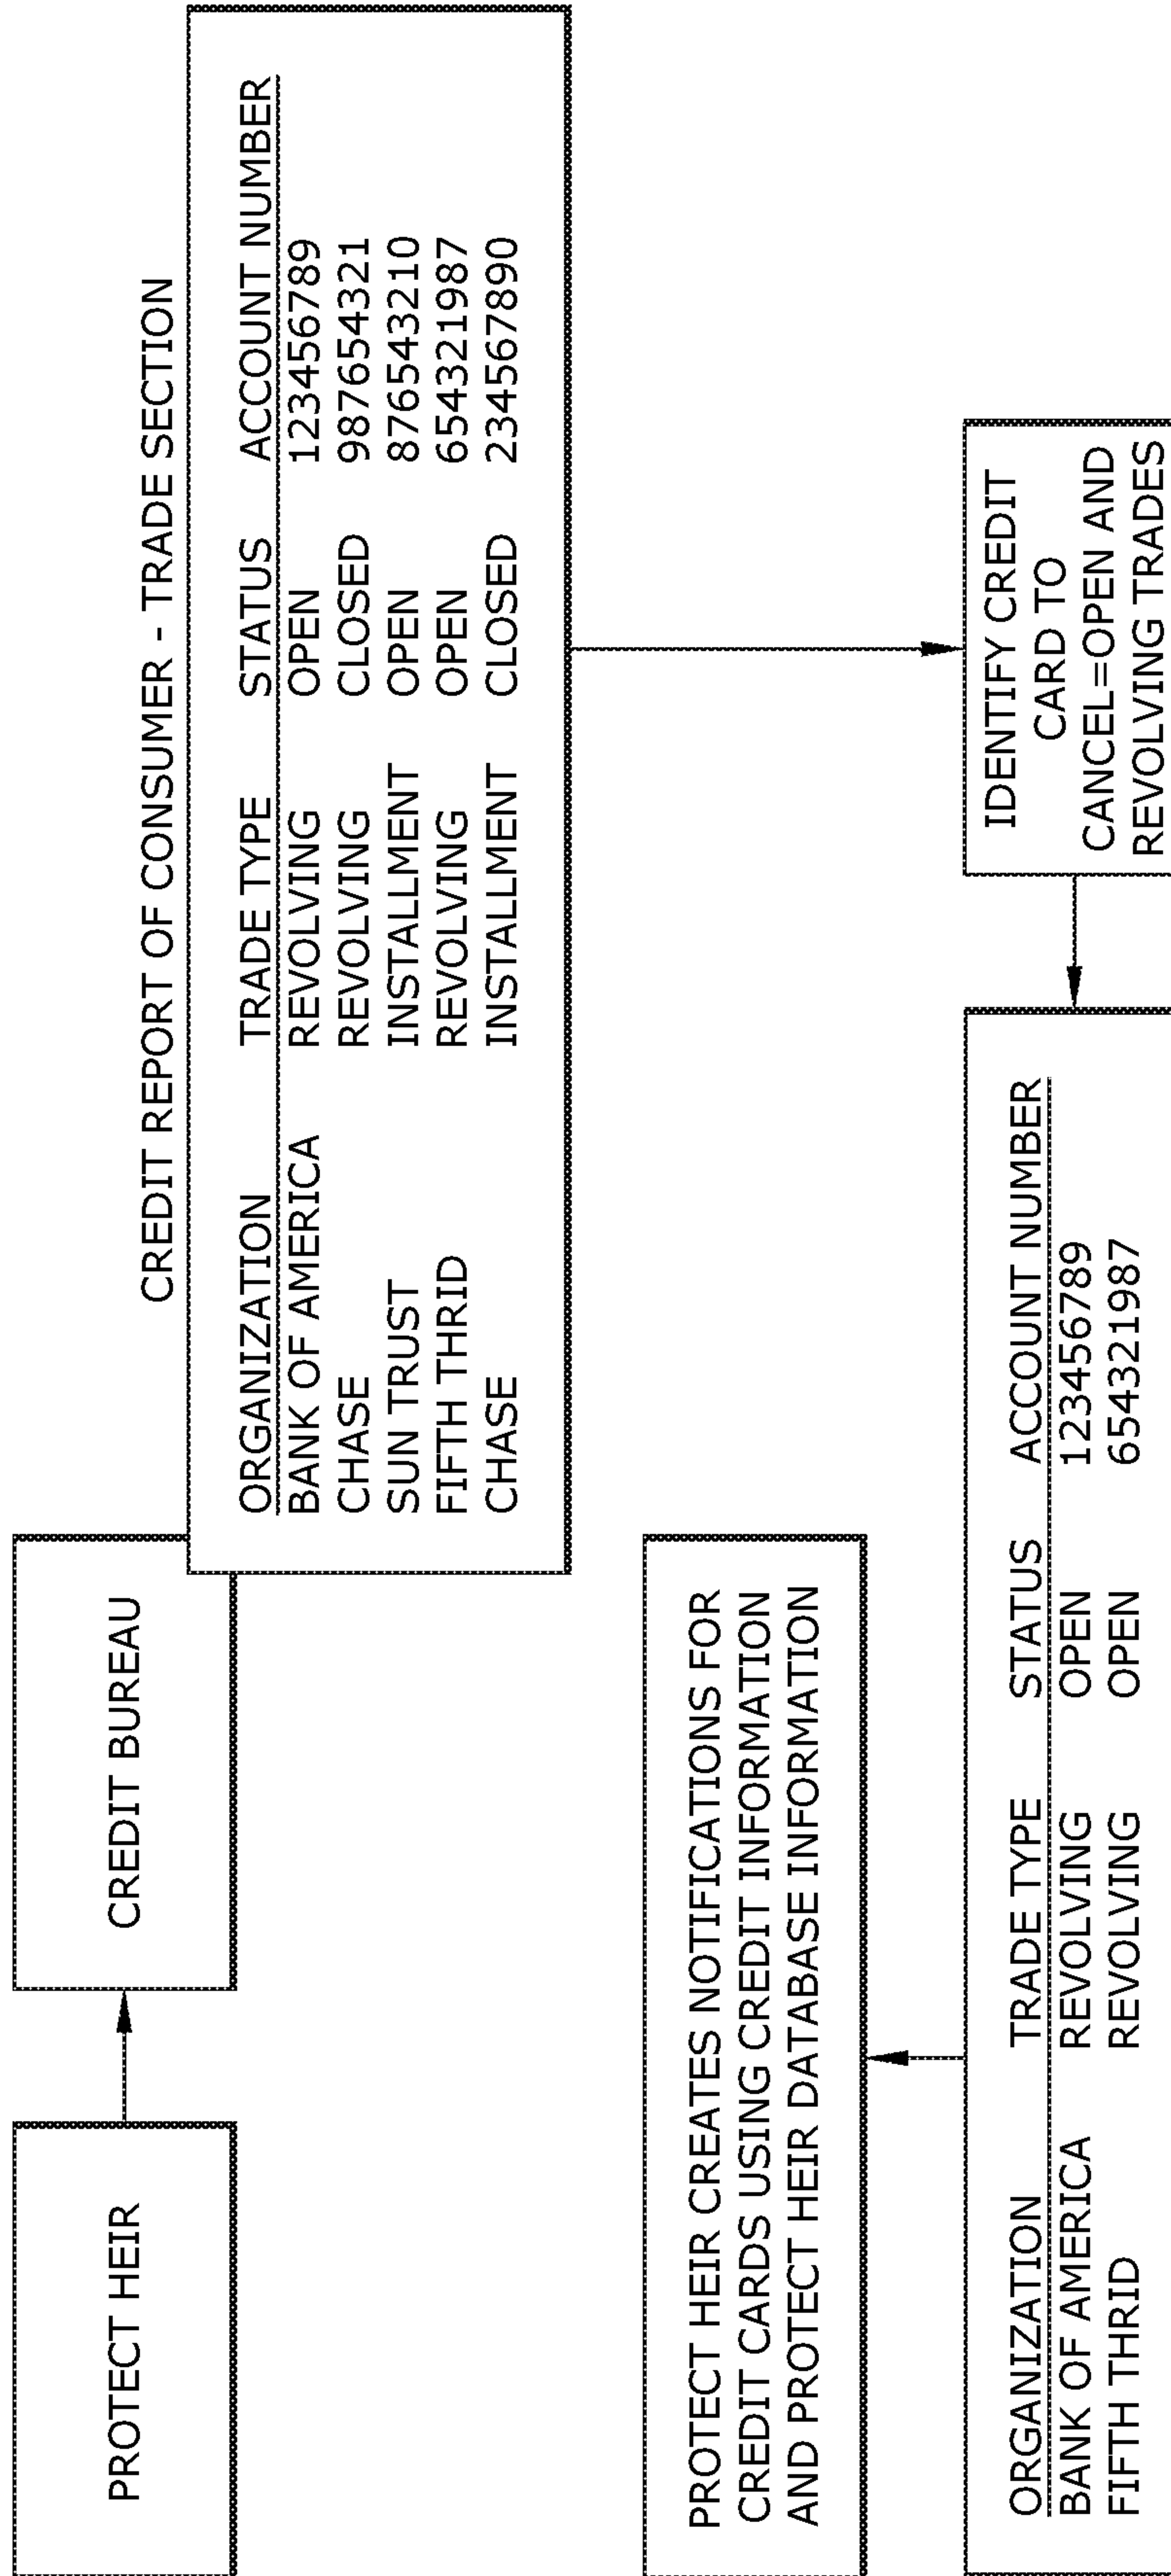 PROTECT HEIR
CREDIT BUREAU
CREDIT REPORT OF CONSUMER - TRADE SECTION
ORGANIZATION TRADE TYPE STATUS ACCOUNT NUMBER
BANK OF AMERICA REVOLVING OPEN 123456789
CHASE REVOLVING CLOSED 987654321
SUN TRUST INSTALLMENT OPEN 876543210
FIFTH THRID REVOLVING OPEN 654321987
CHASE INSTALLMENT CLOSED 234567890
PROTECT HEIR CREATES NOTIFICATIONS FOR
CREDIT CARDS USING CREDIT INFORMATION
AND PROTECT HEIR DATABASE INFORMATION
IDENTIFY CREDIT
CARD TO
CANCEL=OPEN AND
REVOLVING TRADES
ORGANIZATION TRADE TYPE STATUS ACCOUNT NUMBER
BANK OF AMERICA REVOLVING OPEN 123456789
FIFTH THRID REVOLVING OPEN 654321987